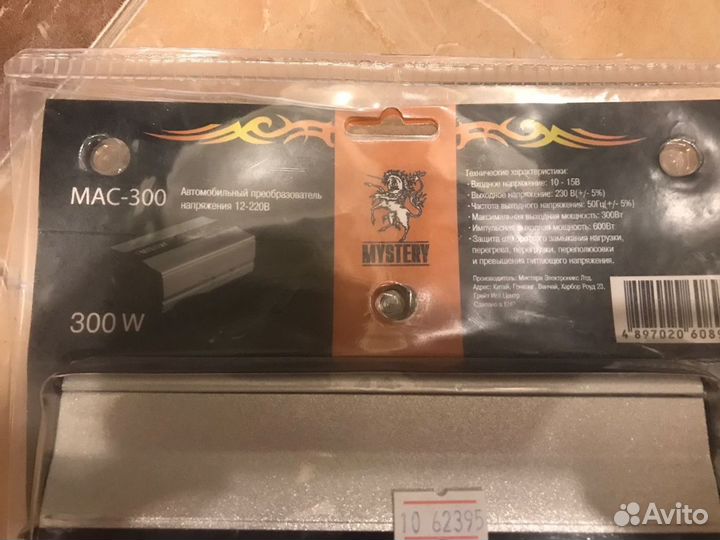 MAC-300
Автомобильный преобразователь
напряжения 12-220В
300 W
MYSTERY
Технические характеристики:
· Входное напряжение: 10 - 15В
· Выходное напряжение: 230 В(+/- 5%)
· Частота выходного напряжения: 50Гц(+/- 5%)
· Максимальная выходная мощность: 300Вт
· Импульсная выходная мощность: 600Вт
· Защита от короткого замыкания нагрузки,
перегрева, перегрузки, переполюсовки
и превышения питающего напряжения.
Производитель: Мистери Электроникс Лтд.
Адрес: Китай, Гонконг, Ванчай, Харбор Роуд 23,
Грейт Игл Центр
Сделано в КНР
4 897020 6089
10 62395
Avito